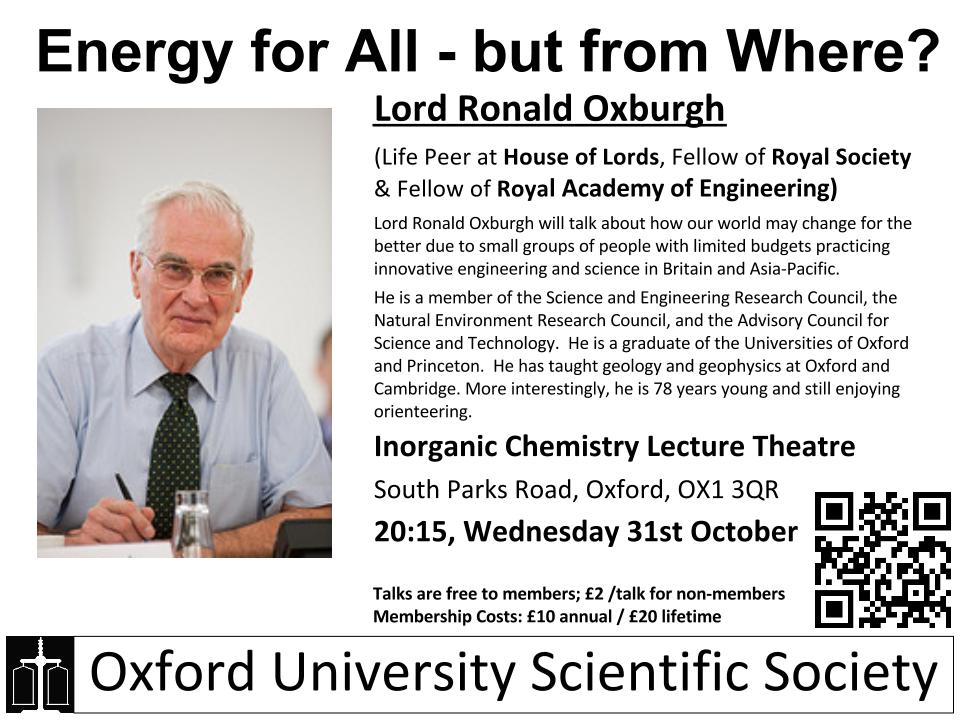 Energy for All - but from Where?
Lord Ronald Oxburgh
(Life Peer at House of Lords, Fellow of Royal Society
& Fellow of Royal Academy of Engineering)
Lord Ronald Oxburgh will talk about how our world may change for the
better due to small groups of people with limited budgets practicing
innovative engineering and science in Britain and Asia-Pacific.
He is a member of the Science and Engineering Research Council, the
Natural Environment Research Council, and the Advisory Council for
Science and Technology.  He is a graduate of the Universities of Oxford
and Princeton.  He has taught geology and geophysics at Oxford and
Cambridge. More interestingly, he is 78 years young and still enjoying
orienteering.
Inorganic Chemistry Lecture Theatre
South Parks Road, Oxford, OX1 3QR
20:15, Wednesday 31st October
Talks are free to members; £2 /talk for non-members
Membership Costs: £10 annual / £20 lifetime
Oxford University Scientific Society